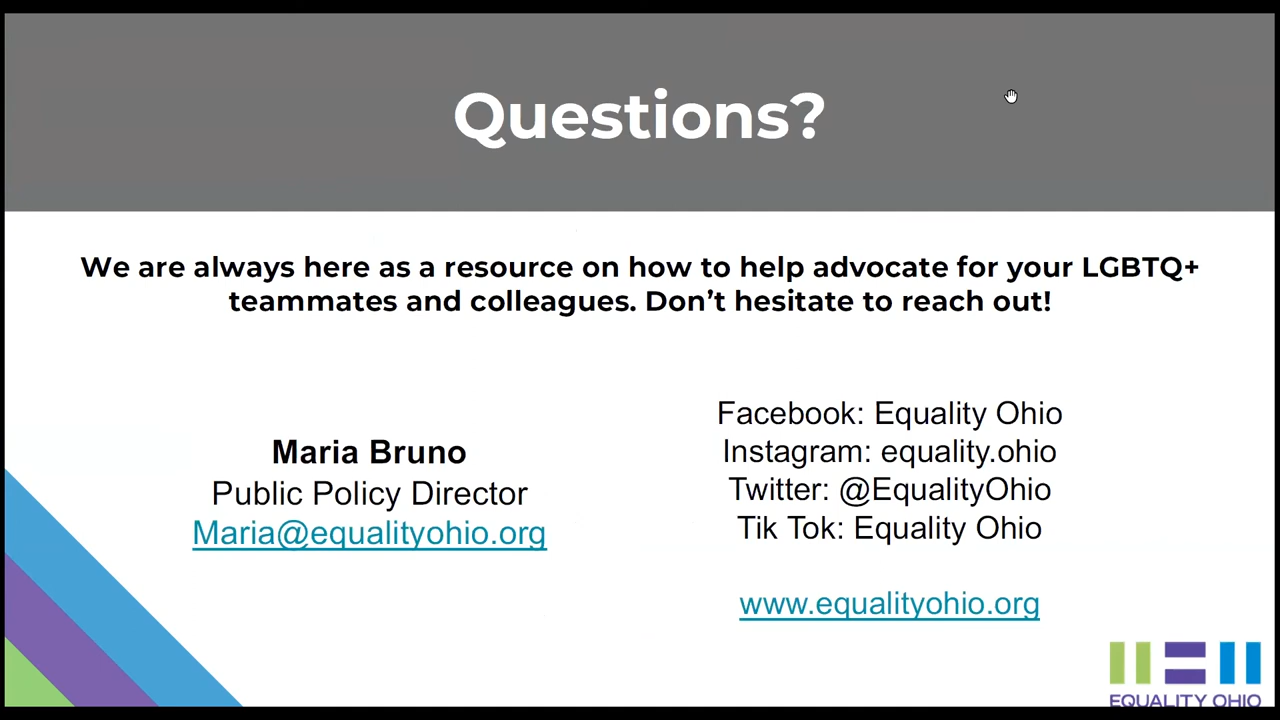 Questions?
We are always here as a resource on how to help advocate for your LGBTQ+
teammates and colleagues. Don’t hesitate to reach out!
Maria Bruno
Public Policy Director
Maria@equalityohio.org
Facebook: Equality Ohio
Instagram: equality.ohio
Twitter: @EqualityOhio
Tik Tok: Equality Ohio
www.equalityohio.org
EQUALITY OHIO